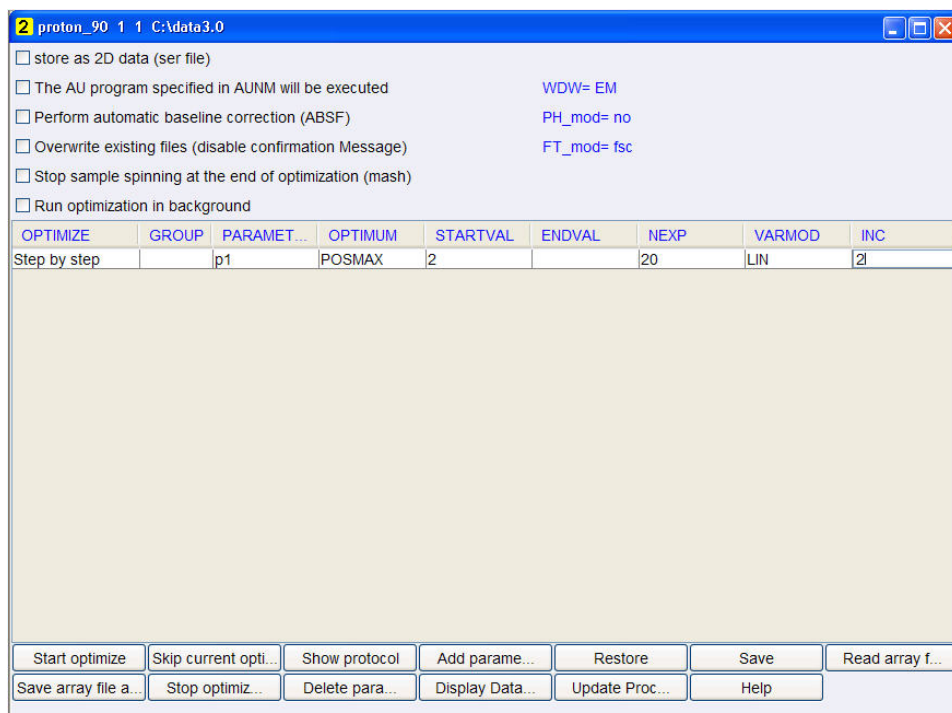 2 proton_90 1 1 C:\data3.0
store as 2D data (ser file)
The AU program specified in AUNM will be executed WDW= EM
Perform automatic baseline correction (ABSF) PH_mod= no
Overwrite existing files (disable confirmation Message) FT_mod= fsc
Stop sample spinning at the end of optimization (mash)
Run optimization in background
OPTIMIZE GROUP PARAMET... OPTIMUM STARTVAL ENDVAL NEXP VARMOD INC
Step by step p1 POSMAX 2 20 LIN 2
Start optimize Skip current opti... Show protocol Add parame... Restore Save Read array f...
Save array file a... Stop optimiz... Delete para... Display Data... Update Proc... Help